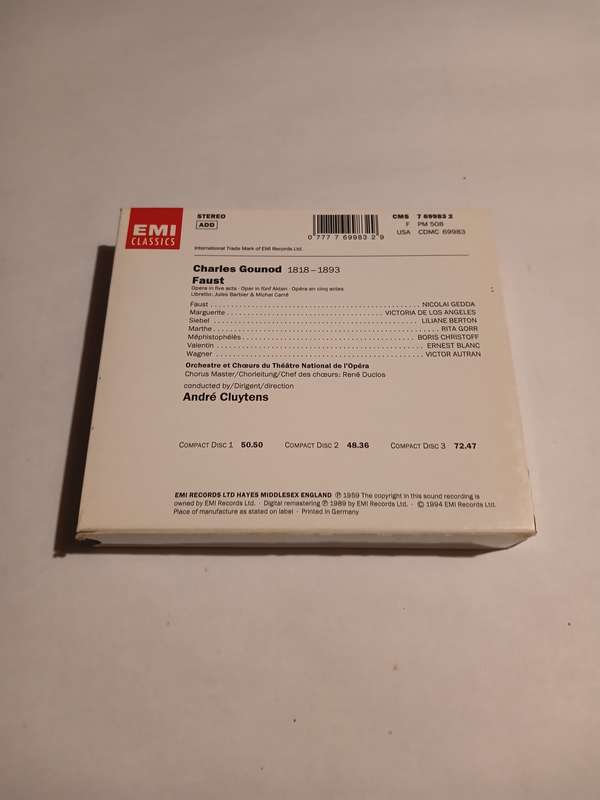 EMI
CLASSICS
STEREO
ADD
0 777 7 69983 2 9
CMS 7 69983 2
F PM 508
USA CDMC 69983
International Trade Mark of EMI Records Ltd.
Charles Gounod 1818–1893
Faust
Opera in five acts · Oper in fünf Akten · Opéra en cinq actes
Libretto: Jules Barbier & Michel Carré
Faust . . . . . . . . . . NICOLAI GEDDA
Marguerite . . . . . . . . . . VICTORIA DE LOS ANGELES
Siebel . . . . . . . . . . LILIANE BERTON
Marthe . . . . . . . . . . RITA GORR
Méphistophélès . . . . . . . . . . BORIS CHRISTOFF
Valentin . . . . . . . . . . ERNEST BLANC
Wagner . . . . . . . . . . VICTOR AUTRAN
Orchestre et Chœurs du Théâtre National de l'Opéra
Chorus Master/Chorleitung/Chef des chœurs: René Duclos
conducted by/Dirigent/direction
André Cluytens
COMPACT DISC 1 50.50 COMPACT DISC 2 48.36 COMPACT DISC 3 72.47
EMI RECORDS LTD HAYES MIDDLESEX ENGLAND ℗ 1959 The copyright in this sound recording is
owned by EMI Records Ltd. · Digital remastering ℗ 1989 by EMI Records Ltd. · © 1994 EMI Records Ltd.
Place of manufacture as stated on label · Printed in Germany